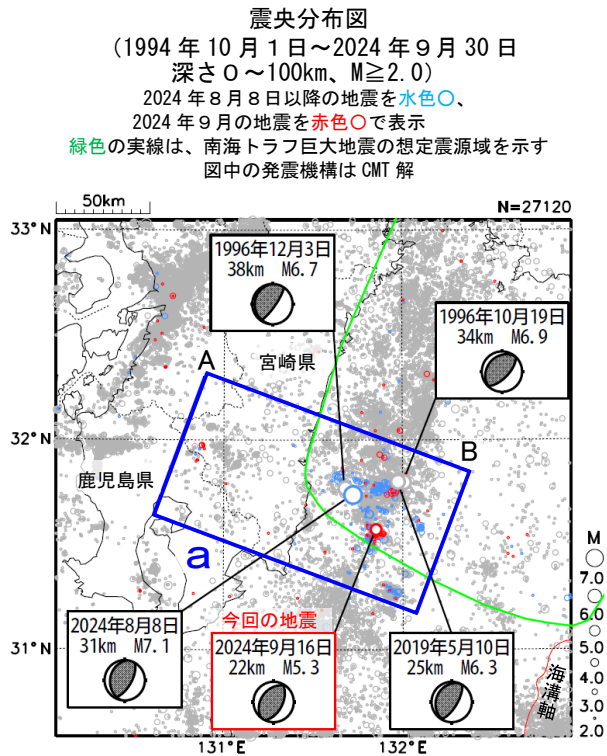 震央分布図
（1994 年 10 月１日～2024 年９月 30 日
深さ０～100km、M≧2.0）
2024 年８月８日以降の地震を水色○、
2024 年９月の地震を赤色○で表示
緑色の実線は、南海トラフ巨大地震の想定震源域を示す
図中の発震機構は CMT 解
50km
N=27120
33°N
1996年12月3日
38km M6.7
1996年10月19日
34km M6.9
A
宮崎県
32°N
B
鹿児島県
a
M
7.0
6.0
5.0
4.0
3.0
2.0
今回の地震
2024年8月8日
31km M7.1
2024年9月16日
22km M5.3
2019年5月10日
25km M6.3
31°N
海溝軸
131°E
132°E